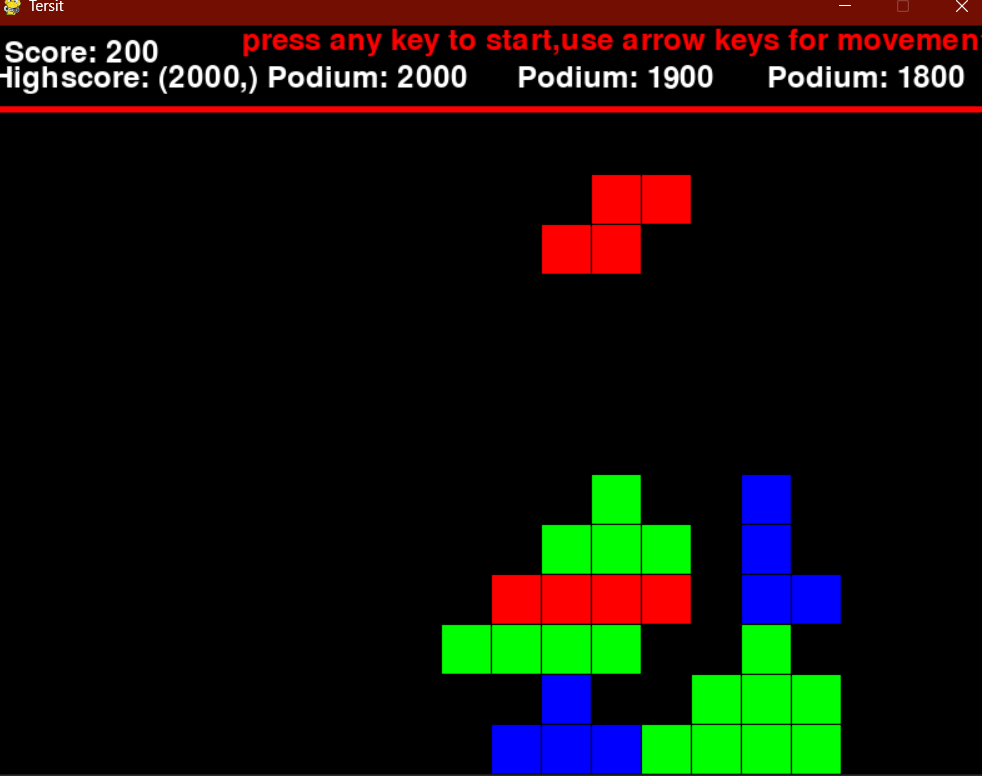 Tersit
Score: 200
press any key to start,use arrow keys for movemen
Highscore: (2000,) Podium: 2000 Podium: 1900 Podium: 1800